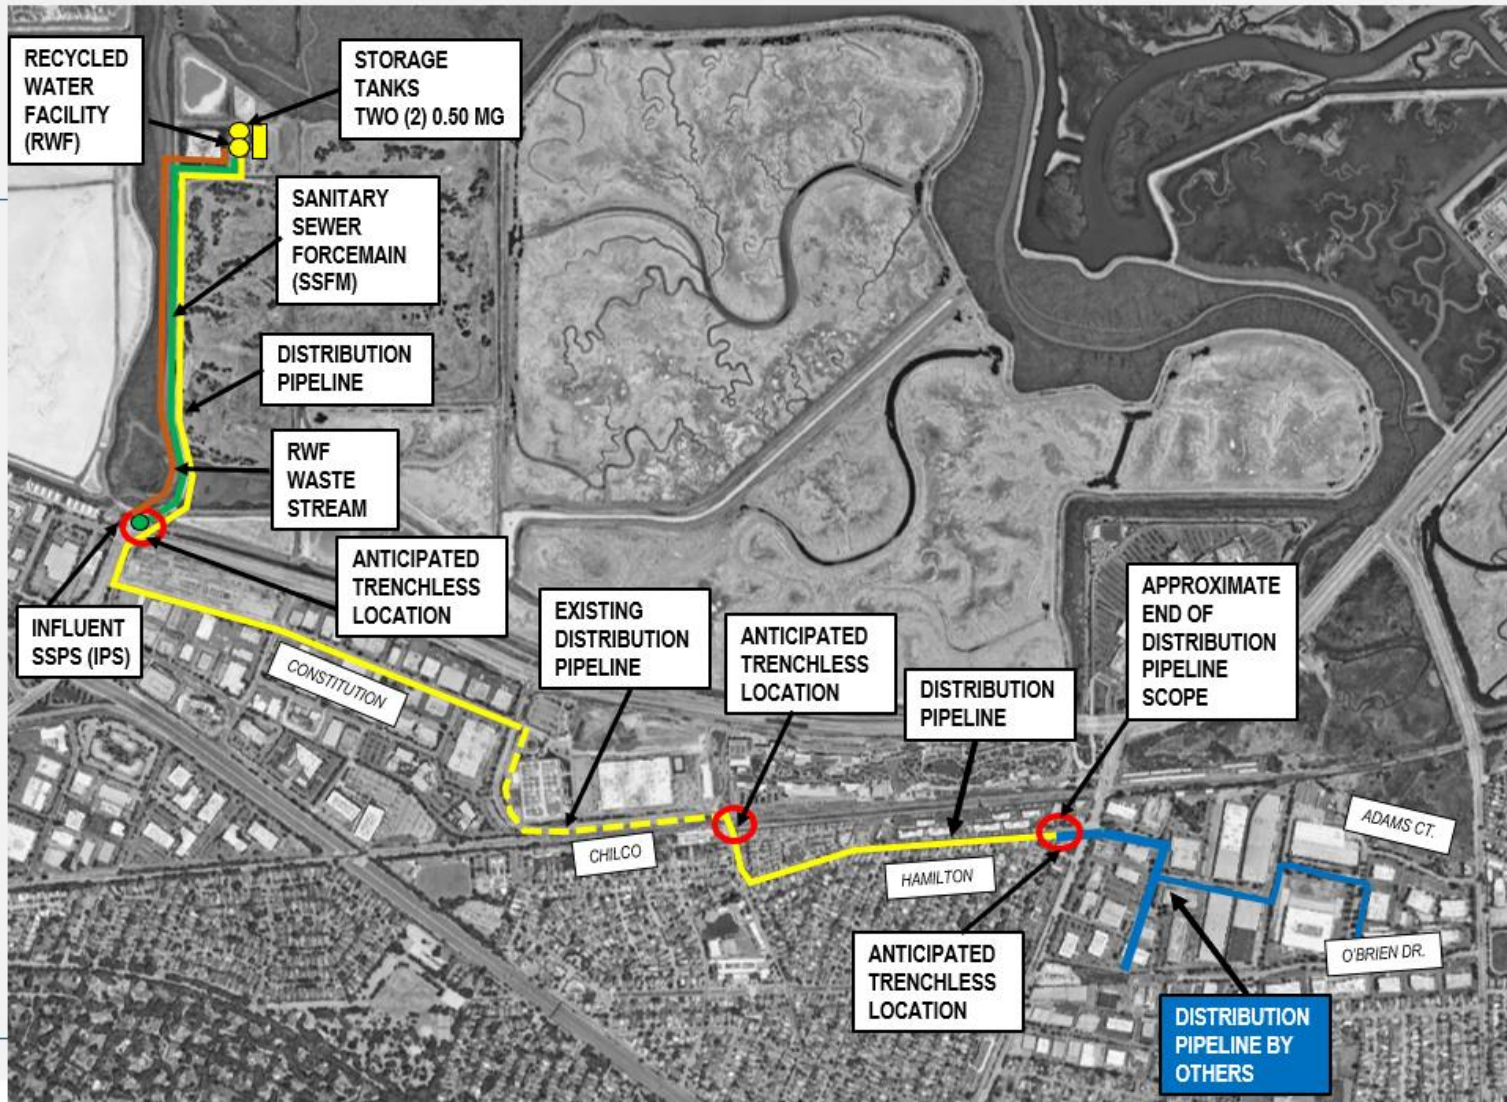 RECYCLED
WATER
FACILITY
(RWF)
STORAGE
TANKS
TWO (2) 0.50 MG
SANITARY
SEWER
FORCEMAIN
(SSFM)
DISTRIBUTION
PIPELINE
RWF
WASTE
STREAM
ANTICIPATED
TRENCHLESS
LOCATION
INFLUENT
SSPS (IPS)
CONSTITUTION
EXISTING
DISTRIBUTION
PIPELINE
CHILCO
ANTICIPATED
TRENCHLESS
LOCATION
DISTRIBUTION
PIPELINE
HAMILTON
APPROXIMATE
END OF
DISTRIBUTION
PIPELINE
SCOPE
ANTICIPATED
TRENCHLESS
LOCATION
ADAMS CT.
O'BRIEN DR.
DISTRIBUTION
PIPELINE BY
OTHERS